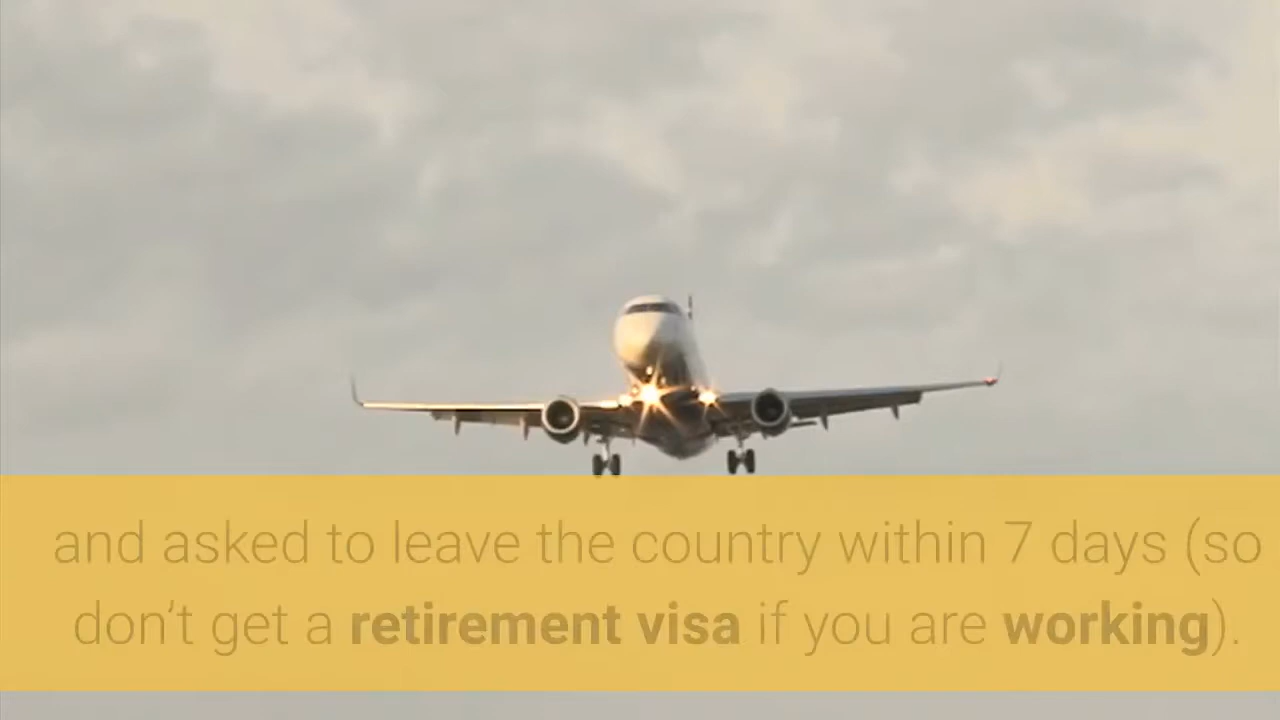 and asked to leave the country within 7 days (so
don’t get a retirement visa if you are working).